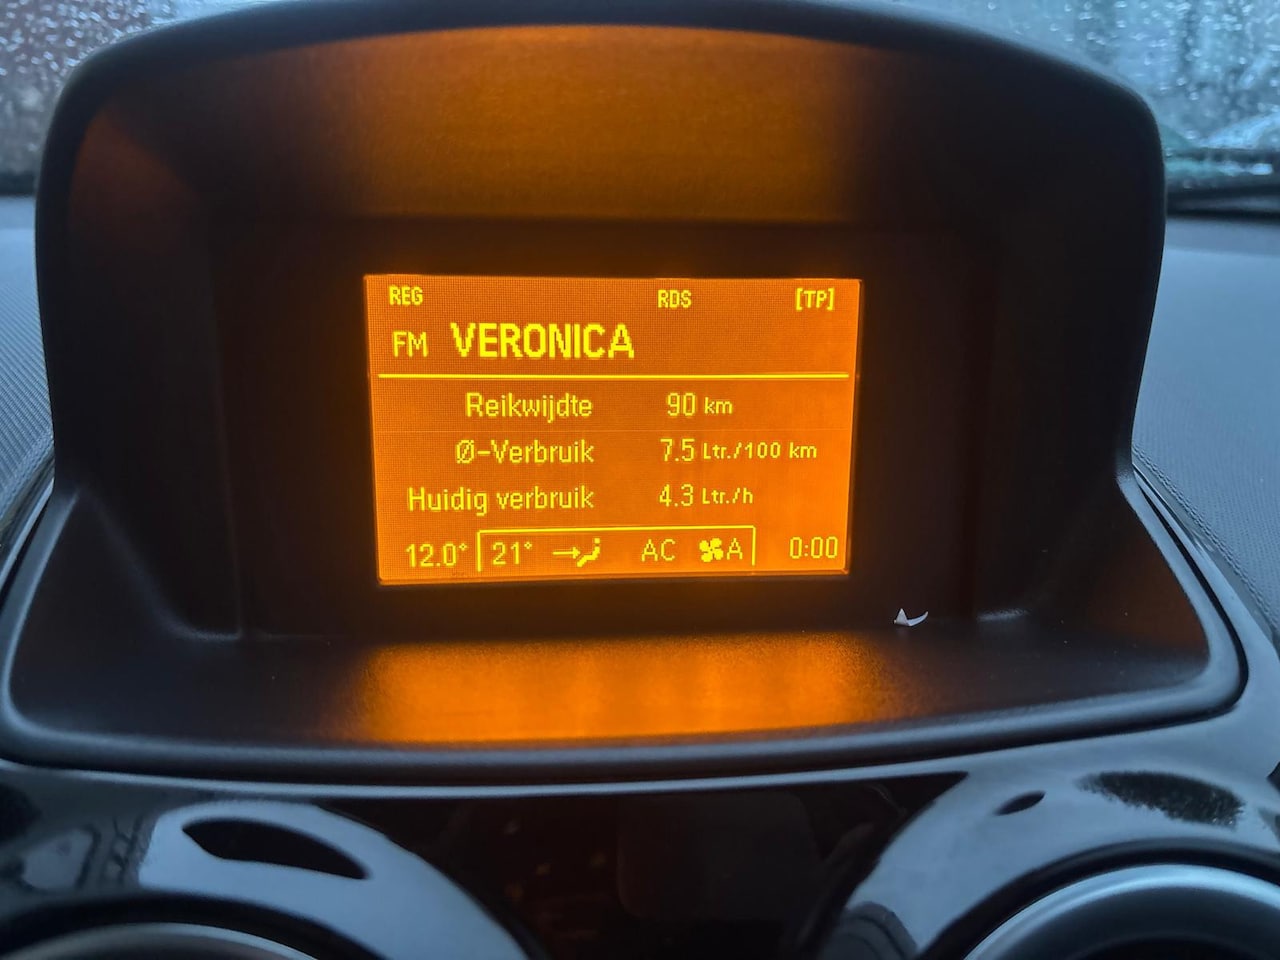 REG RDS [TP]
FM VERONICA
Reikwijdte 90 km
Ø-Verbruik 7.5 Ltr./100 km
Huidig verbruik 4.3 Ltr./h
12.0° 21° AC A 0:00